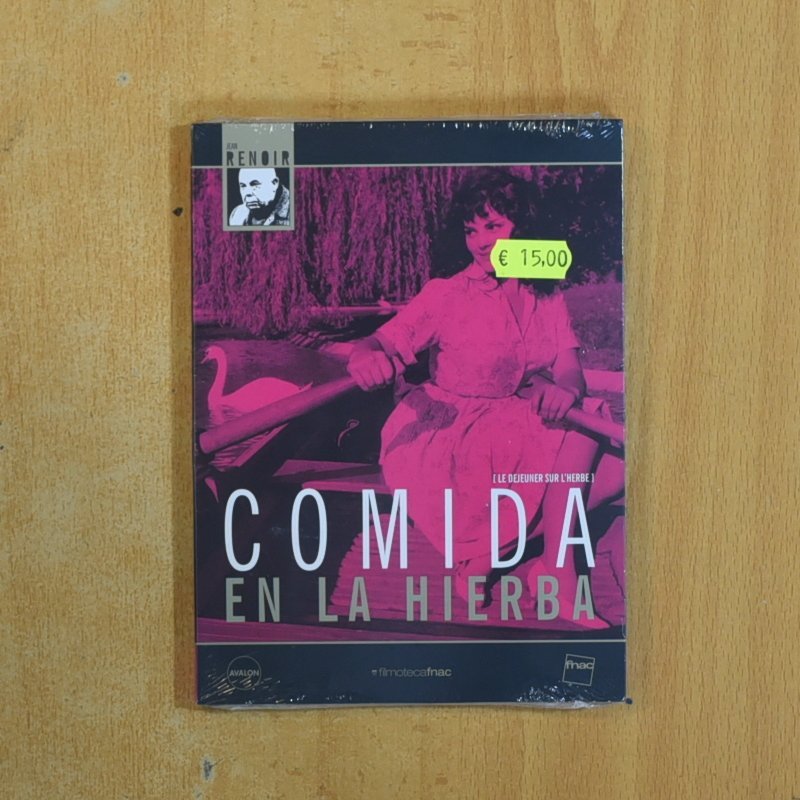 JEAN
RENOIR
€ 15,00
[ LE DEJEUNER SUR L'HERBE ]
COMIDA
EN LA HIERBA
AVALON
filmotecafnac
fnac